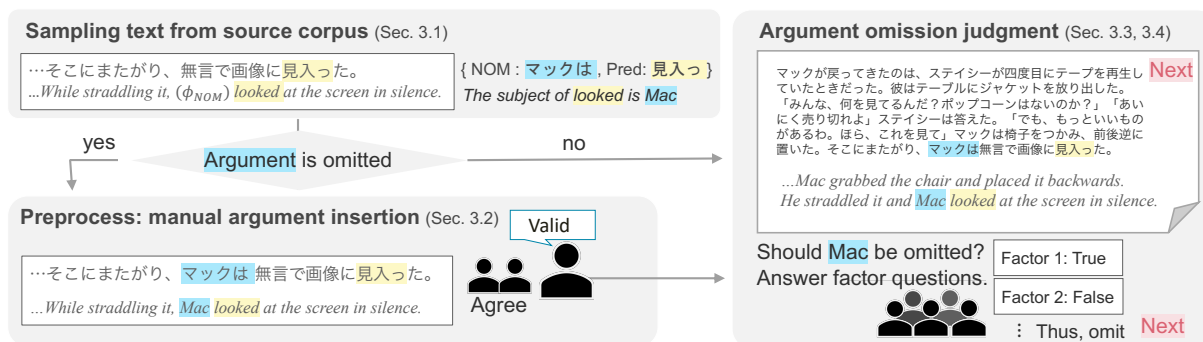 Sampling text from source corpus (Sec. 3.1)
…そこにまたがり、無言で画像に見入った。
...While straddling it, (ϕNOM) looked at the screen in silence.
{ NOM : マックは , Pred: 見入っ }
The subject of looked is Mac
yes
Argument is omitted
no
Preprocess: manual argument insertion (Sec. 3.2)
Valid
…そこにまたがり、マックは 無言で画像に見入った。
...While straddling it, Mac looked at the screen in silence.
Agree
Argument omission judgment (Sec. 3.3, 3.4)
Next
マックが戻ってきたのは、ステイシーが四度目にテープを再生し
ていたときだった。彼はテーブルにジャケットを放り出した。
「みんな、何を見てるんだ？ポップコーンはないのか？」「あい
にく売り切れよ」ステイシーは答えた。「でも、もっといいもの
があるわ。ほら、これを見て」マックは椅子をつかみ、前後逆に
置いた。そこにまたがり、マックは無言で画像に見入った。
...Mac grabbed the chair and placed it backwards.
He straddled it and Mac looked at the screen in silence.
Should Mac be omitted?
Answer factor questions.
Factor 1: True
Factor 2: False
⋮ Thus, omit Next